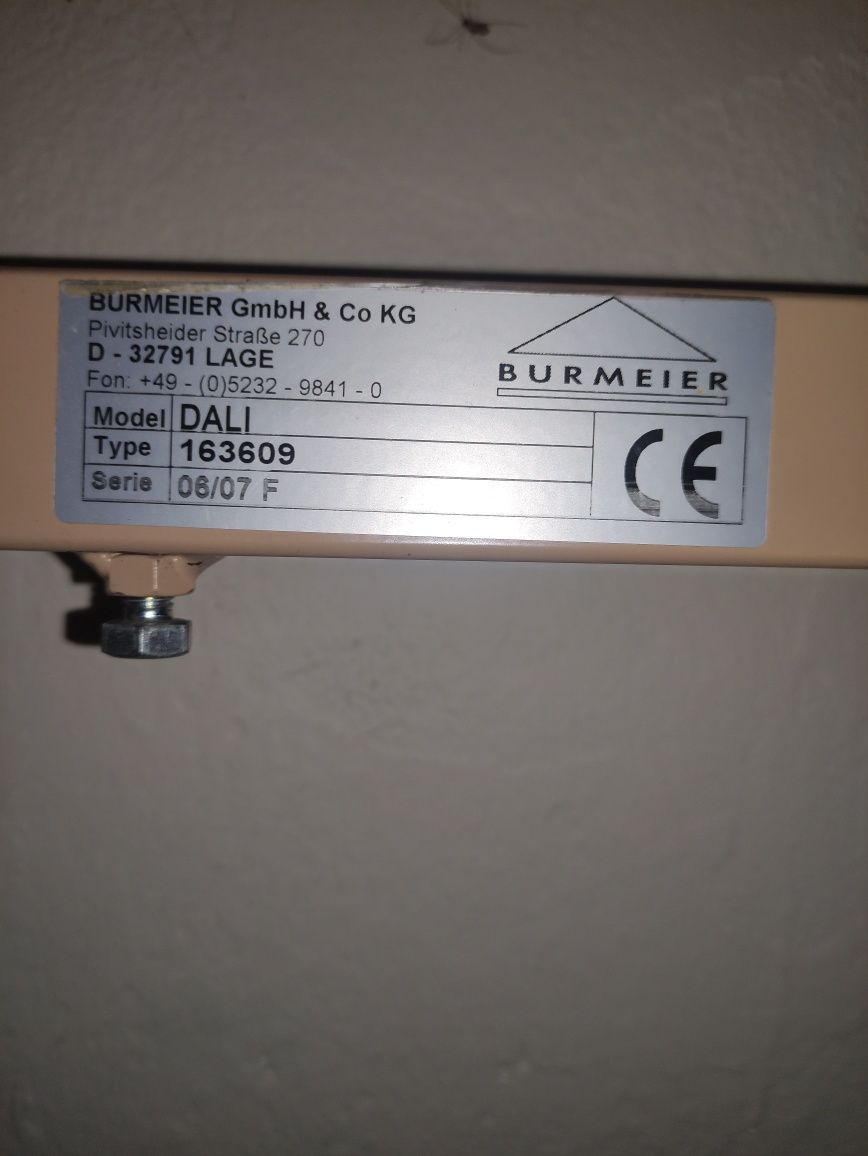 BURMEIER GmbH & Co KG
Pivitsheider Straße 270
D - 32791 LAGE
Fon: +49 - (0)5232 - 9841 - 0
BURMEIER
Model DALI
Type 163609
Serie 06/07 F
CE